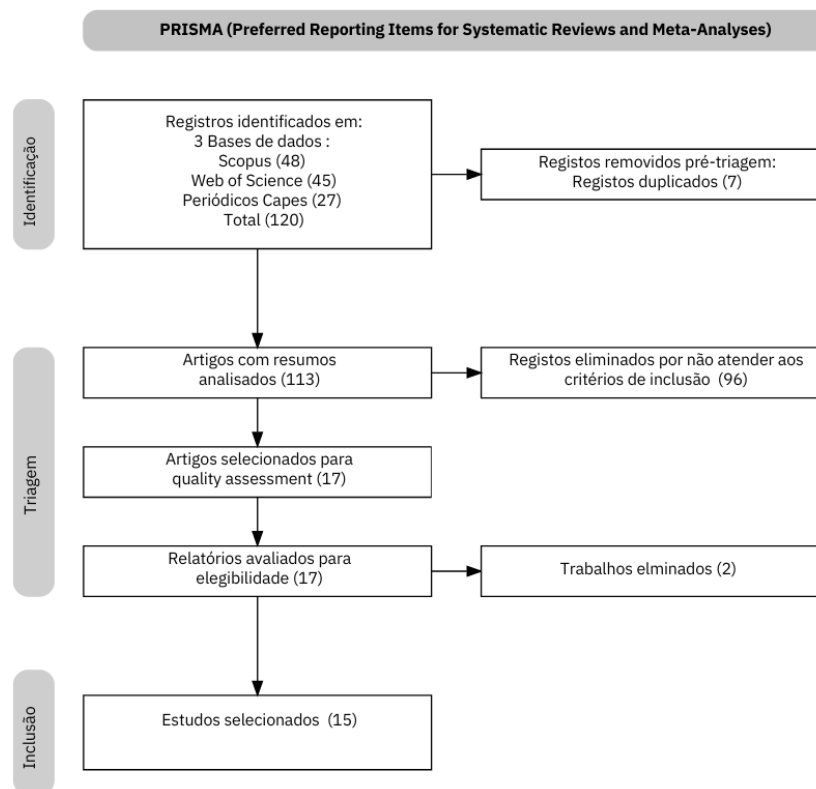 PRISMA (Preferred Reporting Items for Systematic Reviews and Meta-Analyses)
Identificação
Registros identificados em:
3 Bases de dados :
Scopus (48)
Web of Science (45)
Periódicos Capes (27)
Total (120)
Registos removidos pré-triagem:
Registos duplicados (7)
Triagem
Artigos com resumos
analisados (113)
Registos eliminados por não atender aos
critérios de inclusão (96)
Artigos selecionados para
quality assessment (17)
Relatórios avaliados para
elegibilidade (17)
Trabalhos elminados (2)
Inclusão
Estudos selecionados (15)